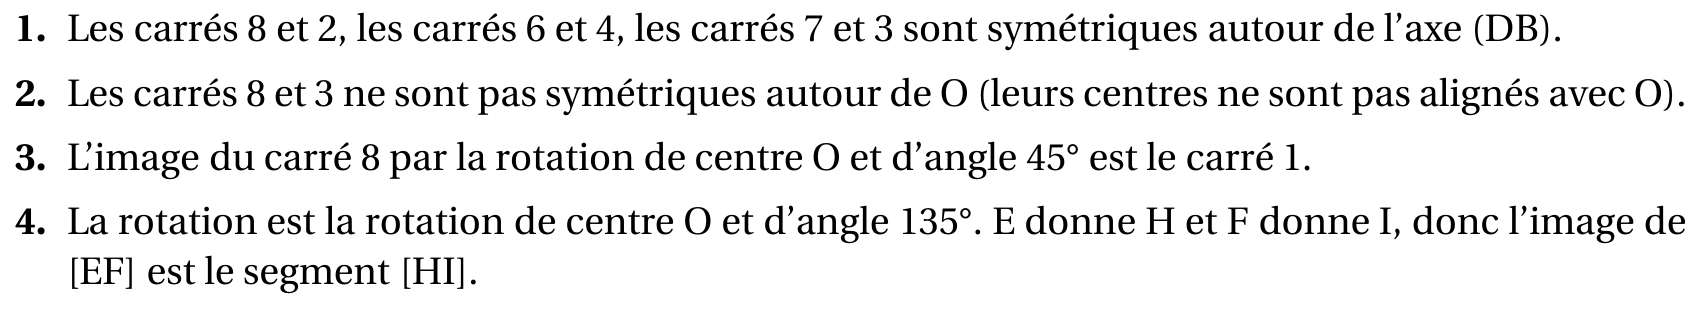 1. Les carrés 8 et 2, les carrés 6 et 4, les carrés 7 et 3 sont symétriques autour de l’axe (DB).
2. Les carrés 8 et 3 ne sont pas symétriques autour de O (leurs centres ne sont pas alignés avec O).
3. L’image du carré 8 par la rotation de centre O et d’angle 45° est le carré 1.
4. La rotation est la rotation de centre O et d’angle 135°. E donne H et F donne I, donc l’image de
[EF] est le segment [HI].